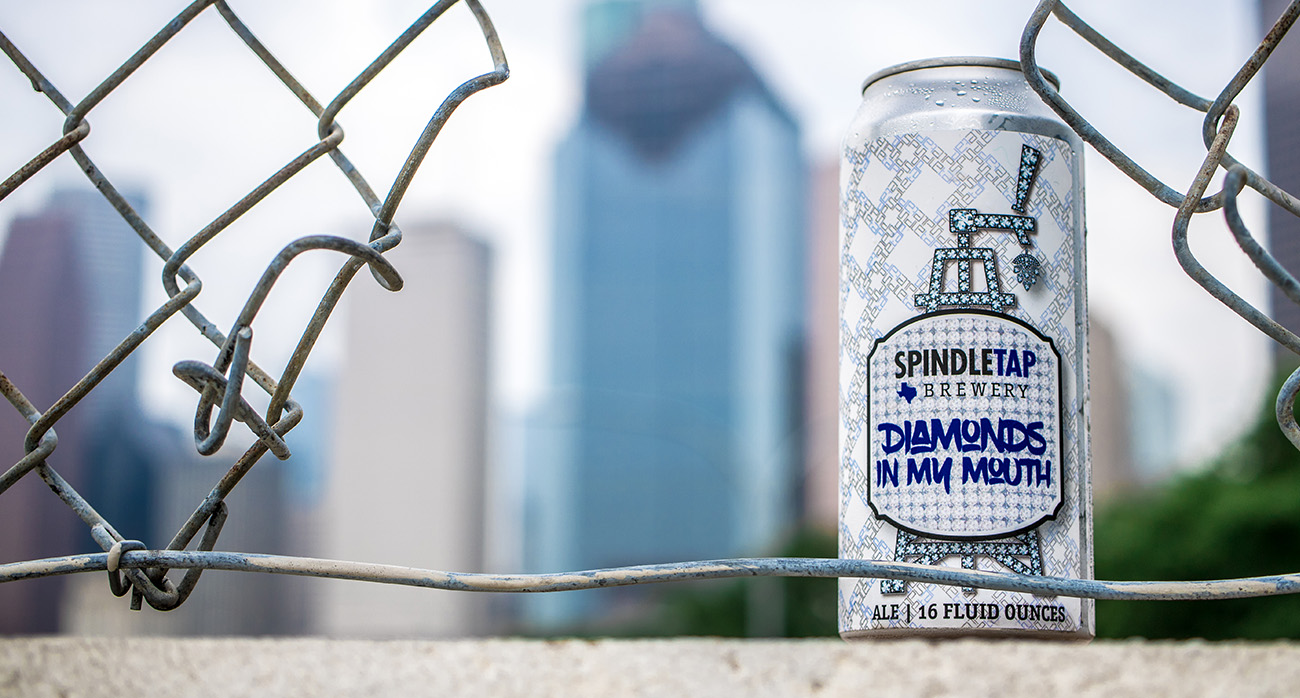 SPINDLETAP
BREWERY
DIAMONDS
IN MY MOUTH
ALE | 16 FLUID OUNCES